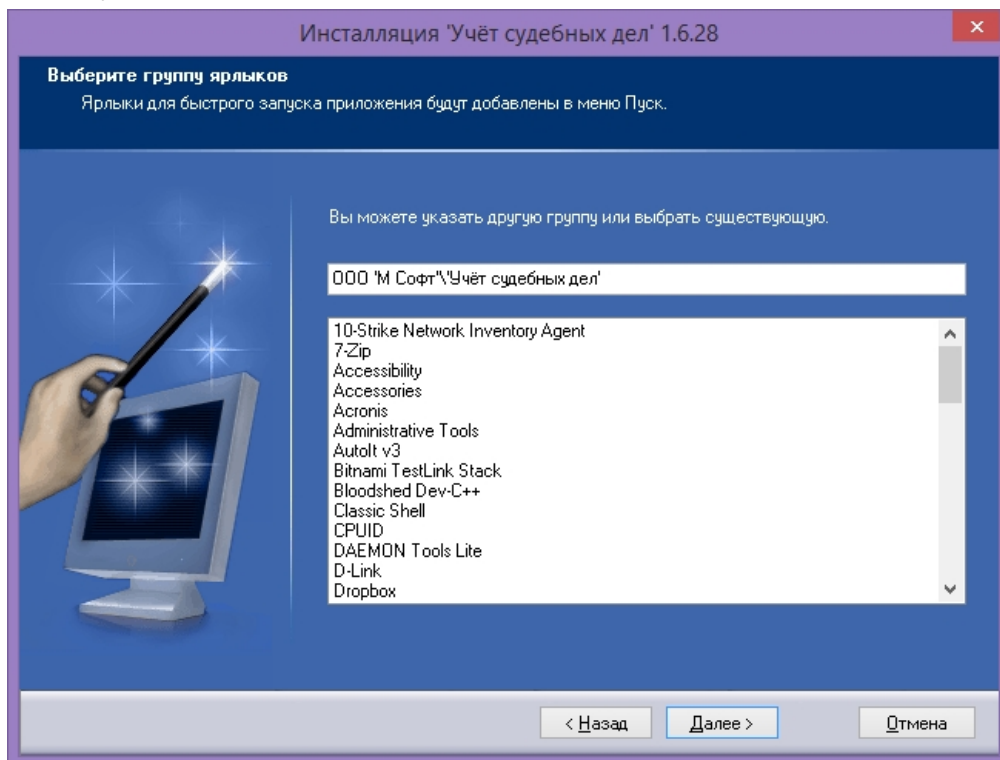 Инсталляция 'Учёт судебных дел' 1.6.28
Выберите группу ярлыков
Ярлыки для быстрого запуска приложения будут добавлены в меню Пуск.
Вы можете указать другую группу или выбрать существующую.
ООО 'М Софт'\'Учёт судебных дел'
10-Strike Network Inventory Agent
7-Zip
Accessibility
Accessories
Acronis
Administrative Tools
AutoIt v3
Bitnami TestLink Stack
Bloodshed Dev-C++
Classic Shell
CPUID
DAEMON Tools Lite
D-Link
Dropbox
< Назад
Далее >
Отмена